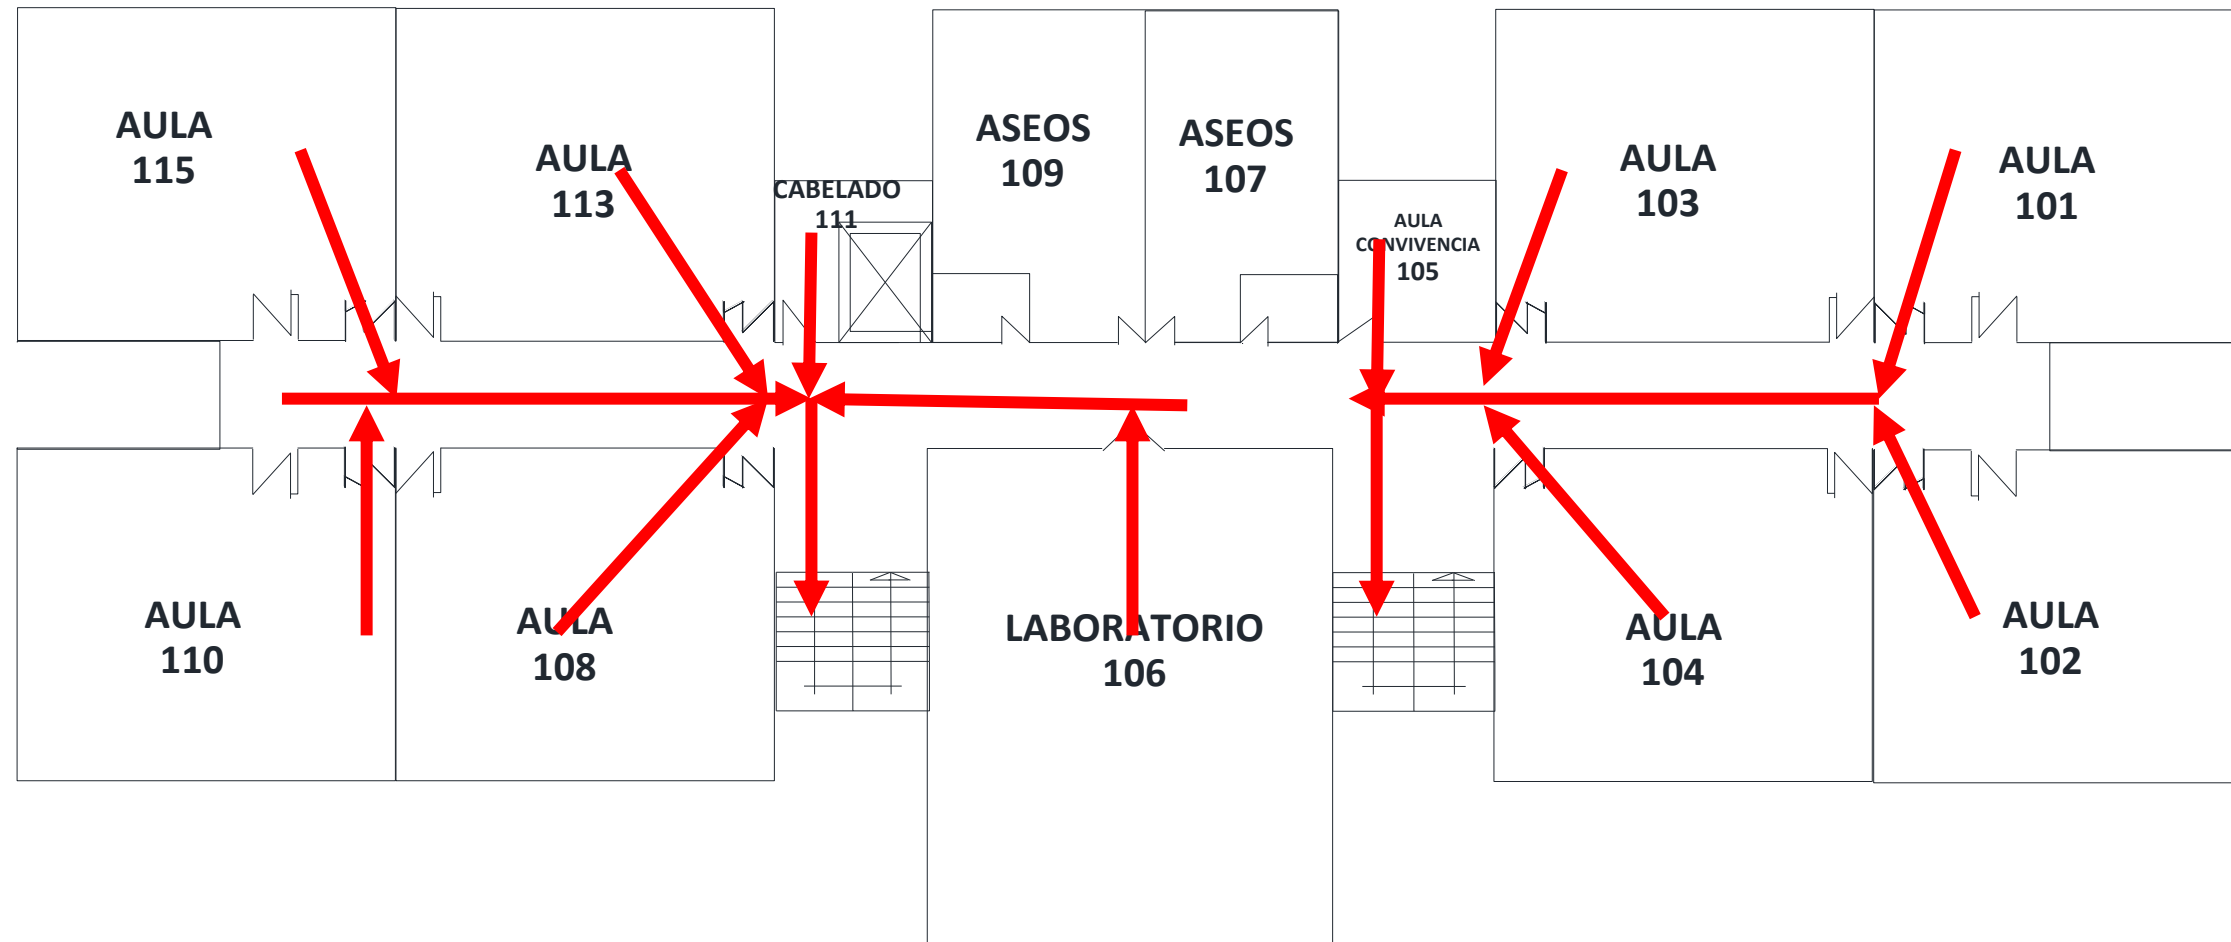 AULA
115
AULA
113
CABELADO
111
ASEOS
109
ASEOS
107
AULA
CONVIVENCIA
105
AULA
103
AULA
101
AULA
110
AULA
108
LABORATORIO
106
AULA
104
AULA
102